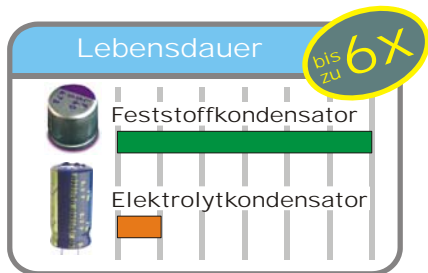 Lebensdauer
bis
zu
6X
Feststoffkondensator
Elektrolytkondensator